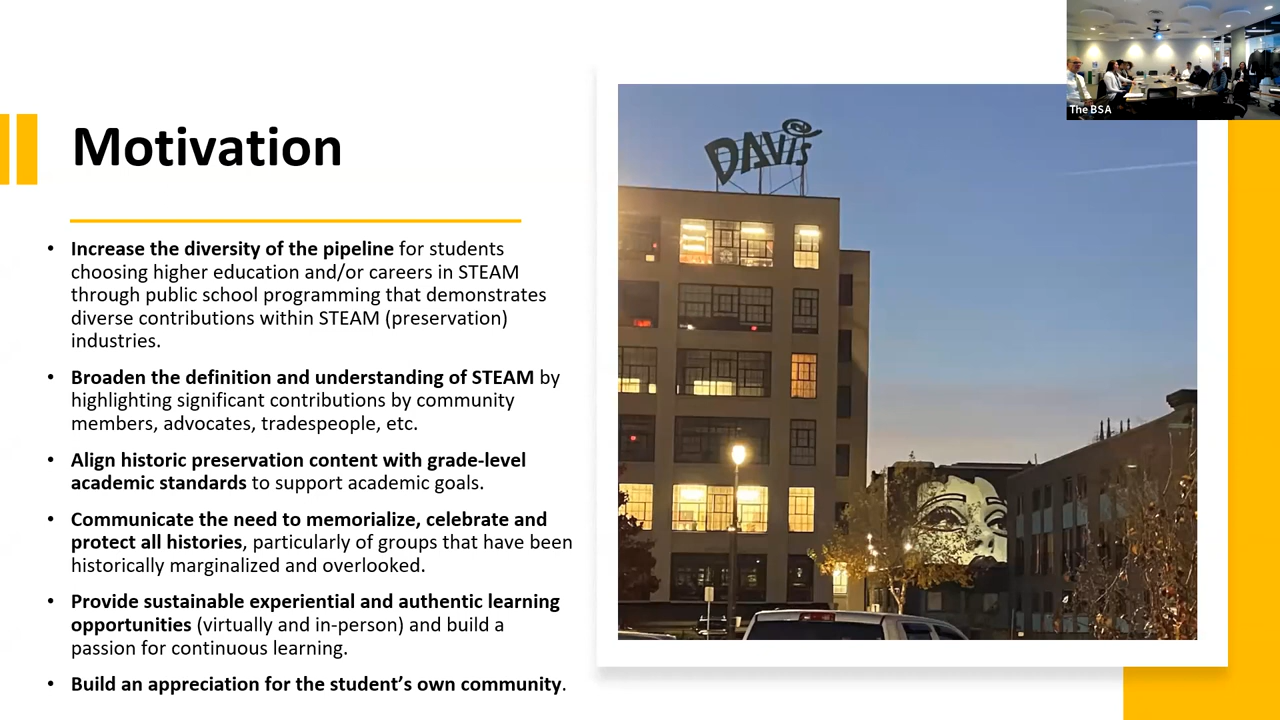 The BSA
DAVIS
Motivation
• Increase the diversity of the pipeline for students
choosing higher education and/or careers in STEAM
through public school programming that demonstrates
diverse contributions within STEAM (preservation)
industries.
• Broaden the definition and understanding of STEAM by
highlighting significant contributions by community
members, advocates, tradespeople, etc.
• Align historic preservation content with grade-level
academic standards to support academic goals.
• Communicate the need to memorialize, celebrate and
protect all histories, particularly of groups that have been
historically marginalized and overlooked.
• Provide sustainable experiential and authentic learning
opportunities (virtually and in-person) and build a
passion for continuous learning.
• Build an appreciation for the student’s own community.